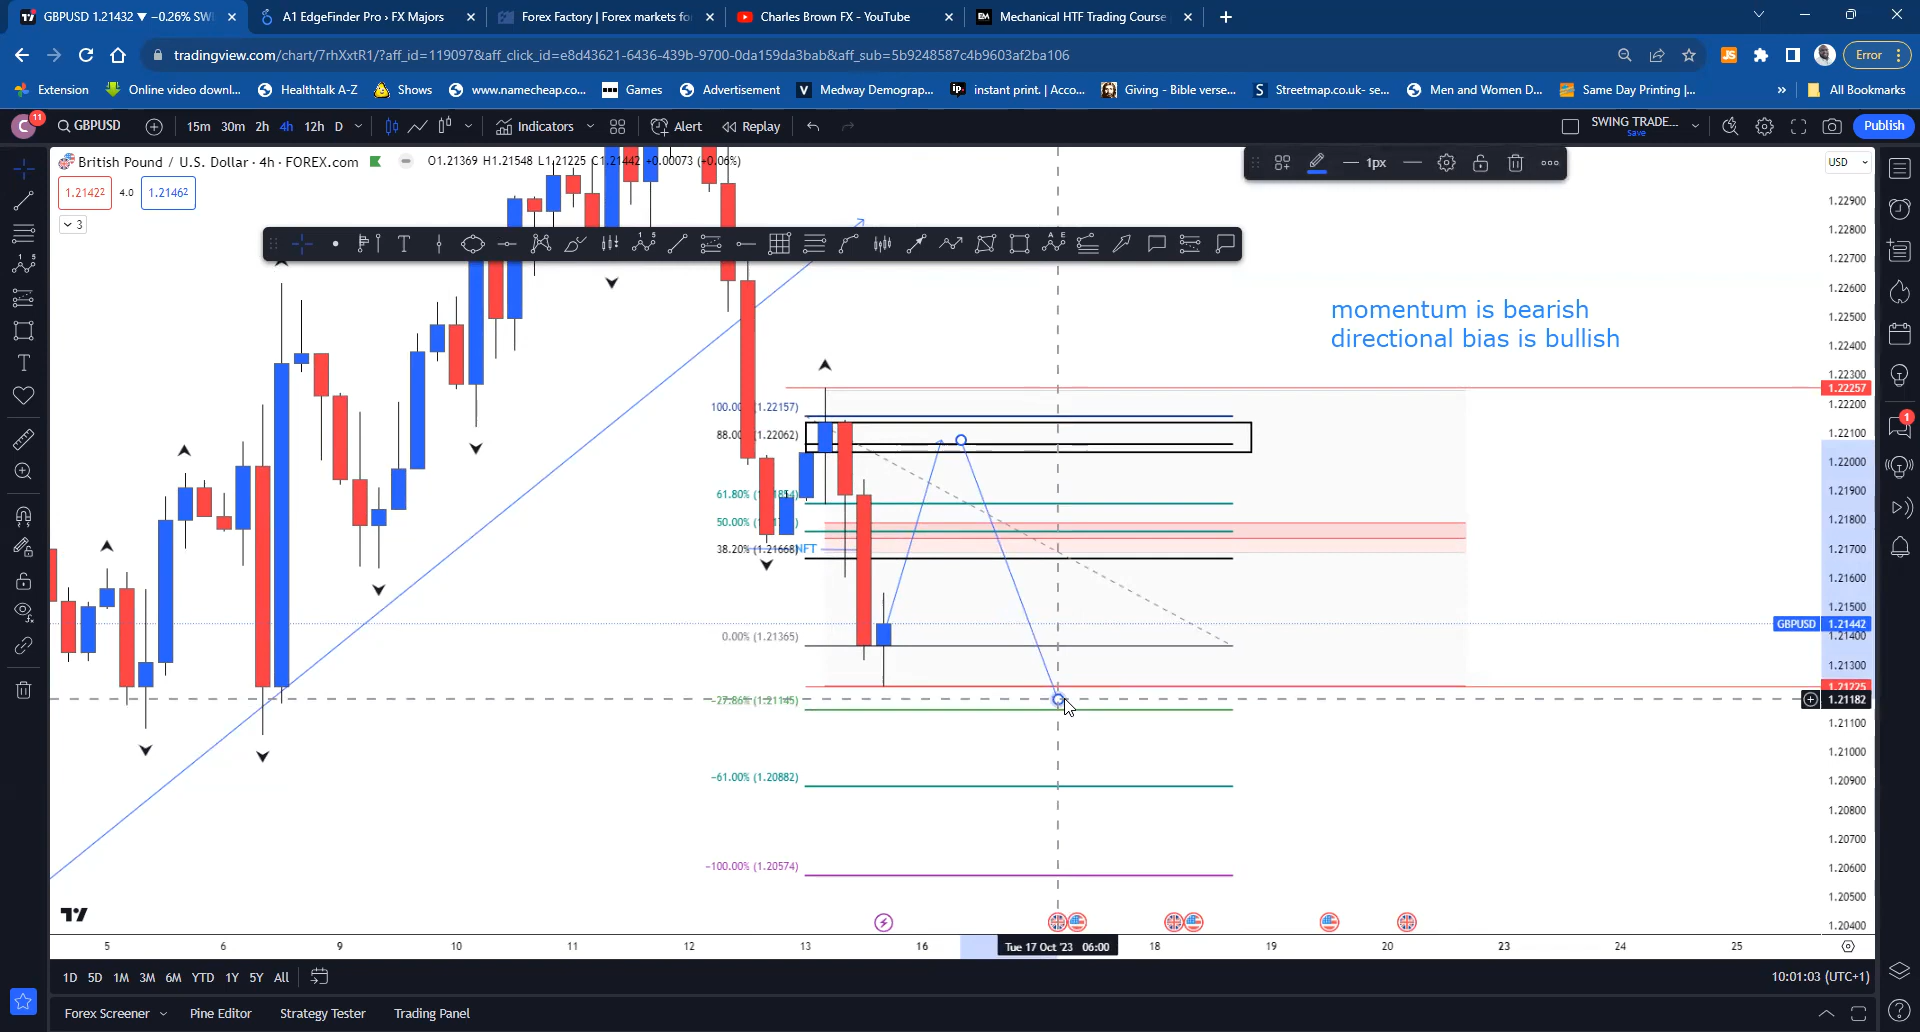 GBPUSD 1.21432 ▼ −0.26% SW
A1 EdgeFinder Pro › FX Majors
Forex Factory | Forex markets fo
Charles Brown FX - YouTube
Mechanical HTF Trading Course
tradingview.com/chart/7rhXxtR1/?aff_id=119097&aff_click_id=e8d43621-6436-439b-9700-0da159da3bab&aff_sub=5b9248587c4b9603af2ba106
Error
Extension
Online video downl...
Healthtalk A-Z
Shows
www.namecheap.co...
Games
Advertisement
Medway Demograp...
instant print. | Acco...
Giving - Bible verse...
Streetmap.co.uk- se...
Men and Women D...
Same Day Printing |...
»
All Bookmarks
C
11
GBPUSD
15m 30m 2h 4h 12h D
Indicators
Alert
Replay
SWING TRADE...
Save
Publish
British Pound / U.S. Dollar · 4h · FOREX.com
O1.21369 H1.21548 L1.21225 C1.21442 +0.00073 (+0.06%)
1px
USD
1.21422
4.0
1.21462
3
momentum is bearish
directional bias is bullish
1.22900
1.22800
1.22700
1.22600
1.22500
1.22400
1.22300
1.22257
1.22200
1.22100
1.22000
1.21900
1.21800
1.21700
1.21600
1.21500
GBPUSD 1.21442
1.21400
1.21300
1.21225
1.21182
1.21100
1.21000
1.20900
1.20800
1.20700
1.20600
1.20500
1.20400
88.00 (1.22062)
38.20% (1.21668)
NFT
0.00% (1.21365)
−27.86% (1.21145)
−61.00% (1.20882)
−100.00% (1.20574)
5 6 9 10 11 12 13 16 Tue 17 Oct '23 06:00 18 19 20 23 24 25
1D 5D 1M 3M 6M YTD 1Y 5Y All
10:01:03 (UTC+1)
Forex Screener
Pine Editor
Strategy Tester
Trading Panel
1